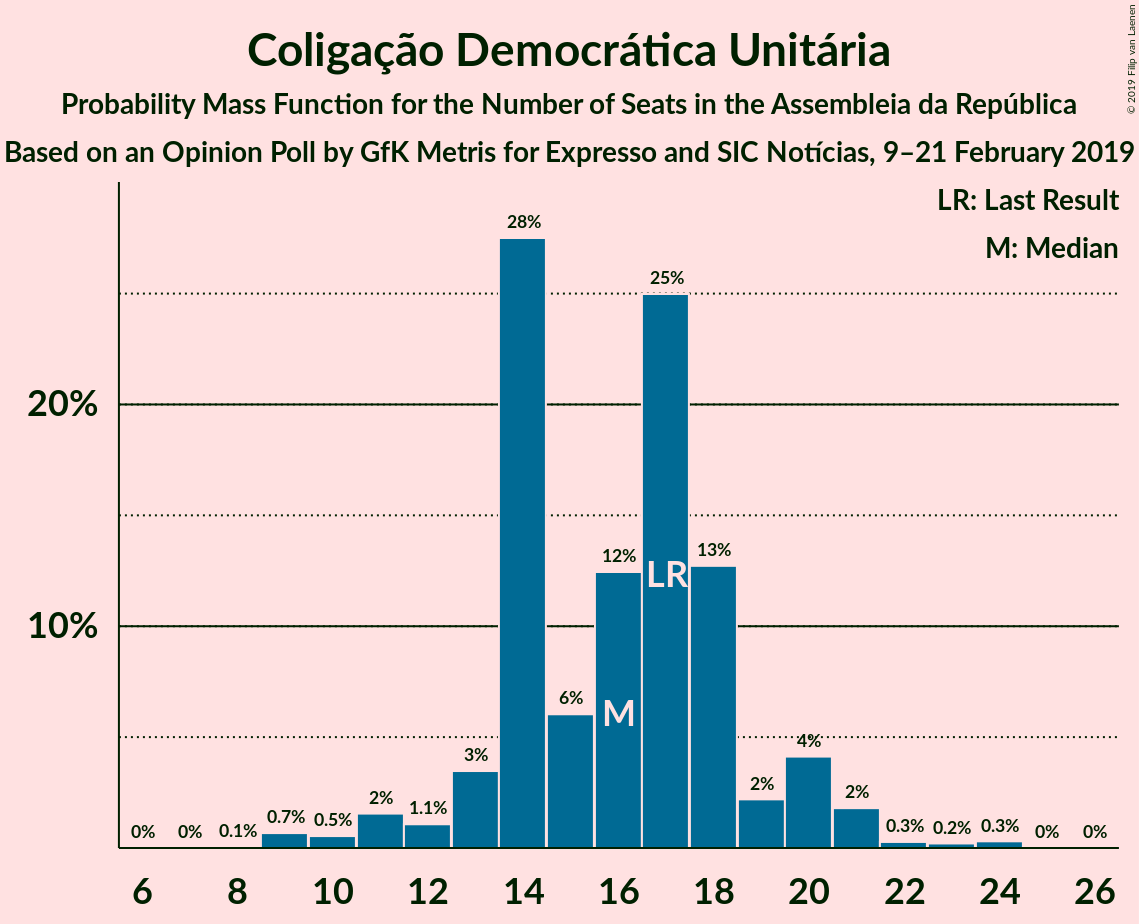 Coligação Democrática Unitária
Probability Mass Function for the Number of Seats in the Assembleia da República
Based on an Opinion Poll by GfK Metris for Expresso and SIC Notícias, 9–21 February 2019
© 2019 Filip van Laenen
LR: Last Result
M: Median
20%
10%
0%
0%
0.1%
0.7%
0.5%
2%
1.1%
3%
28%
6%
12%
25%
13%
2%
4%
2%
0.3%
0.2%
0.3%
0%
0%
LR
M
6 8 10 12 14 16 18 20 22 24 26